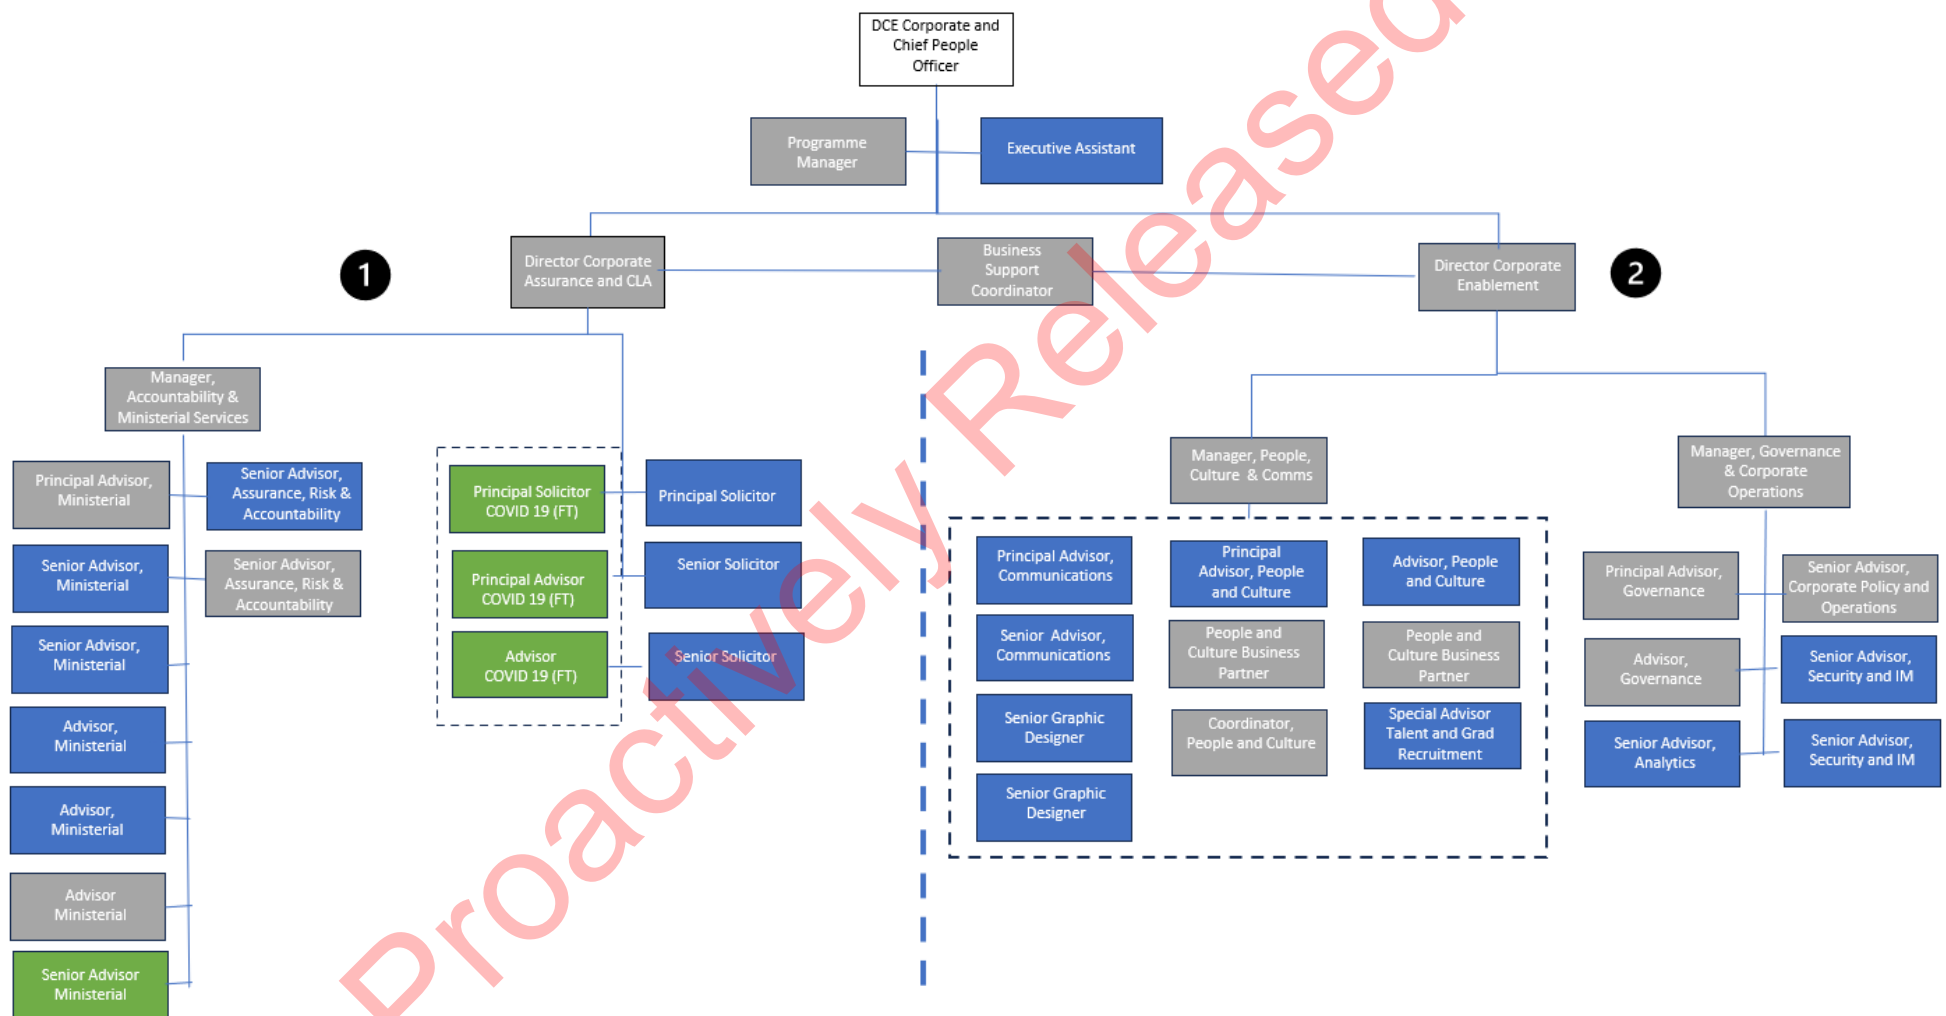 DCE Corporate and
Chief People
Officer
Programme
Manager
Executive Assistant
1
Director Corporate
Assurance and CLA
Business
Support
Coordinator
Director Corporate
Enablement
2
Manager,
Accountability &
Ministerial Services
Principal Advisor,
Ministerial
Senior Advisor,
Assurance, Risk &
Accountability
Senior Advisor,
Ministerial
Senior Advisor,
Assurance, Risk &
Accountability
Senior Advisor,
Ministerial
Advisor,
Ministerial
Advisor,
Ministerial
Advisor
Ministerial
Senior Advisor
Ministerial
Principal Solicitor
COVID 19 (FT)
Principal Solicitor
Principal Advisor
COVID 19 (FT)
Senior Solicitor
Advisor
COVID 19 (FT)
Senior Solicitor
Manager, People,
Culture & Comms
Principal Advisor,
Communications
Principal
Advisor, People
and Culture
Advisor, People
and Culture
Senior Advisor,
Communications
People and
Culture Business
Partner
People and
Culture Business
Partner
Senior Graphic
Designer
Coordinator,
People and Culture
Special Advisor
Talent and Grad
Recruitment
Senior Graphic
Designer
Manager, Governance
& Corporate
Operations
Principal Advisor,
Governance
Senior Advisor,
Corporate Policy and
Operations
Advisor,
Governance
Senior Advisor,
Security and IM
Senior Advisor,
Analytics
Senior Advisor,
Security and IM
Proactively Released